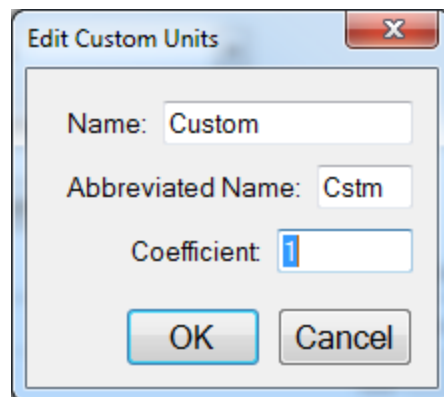 Edit Custom Units
Name: Custom
Abbreviated Name: Cstm
Coefficient: 1
OK Cancel